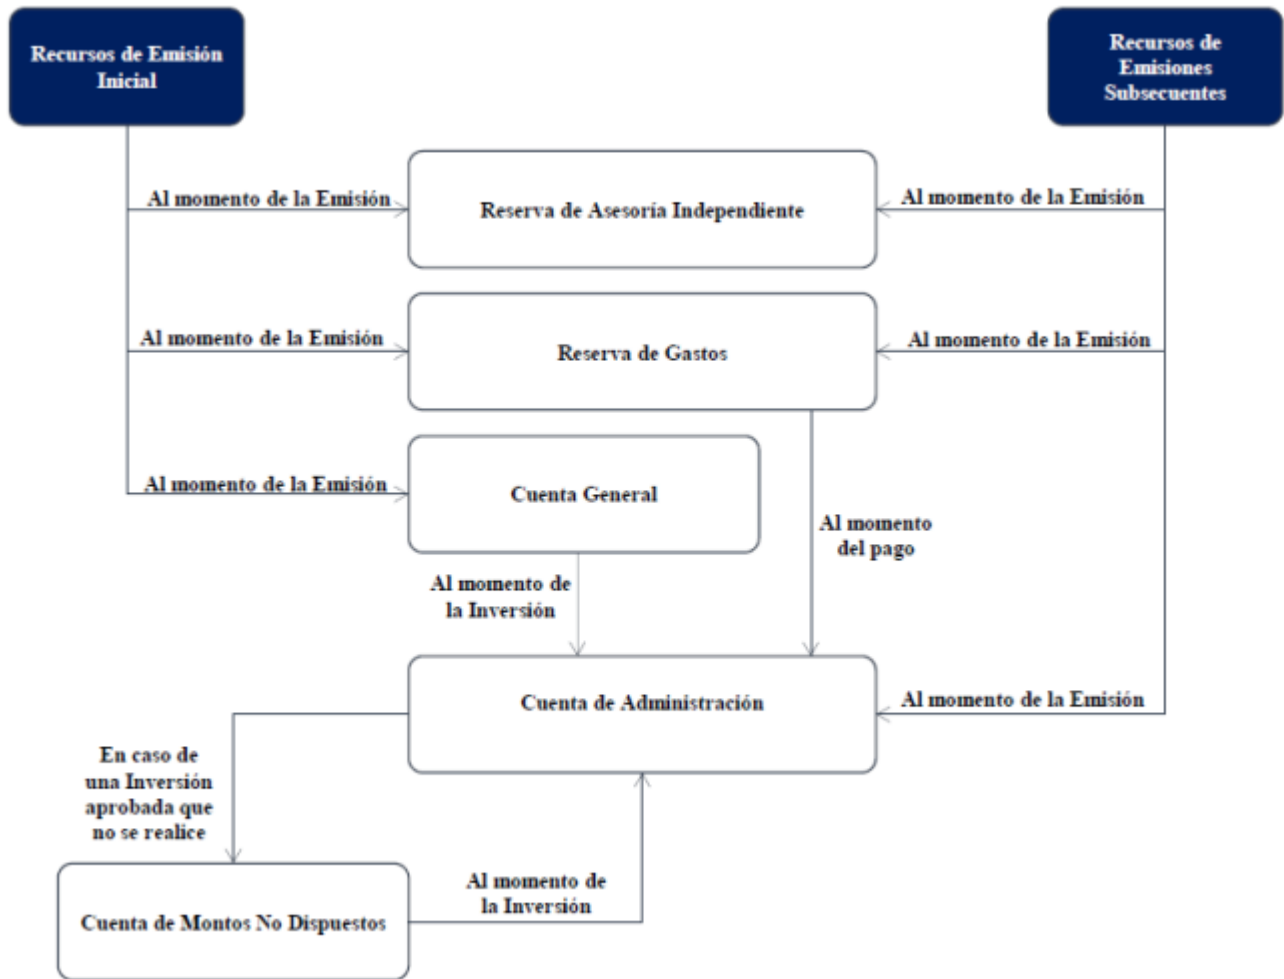 Recursos de Emisión
Inicial
Recursos de
Emisiones
Subsecuentes
Al momento de la Emisión
Reserva de Asesoría Independiente
Al momento de la Emisión
Al momento de la Emisión
Reserva de Gastos
Al momento de la Emisión
Al momento de la Emisión
Cuenta General
Al momento
del pago
Al momento de
la Inversión
Cuenta de Administración
Al momento de la Emisión
En caso de
una Inversión
aprobada que
no se realice
Al momento de
la Inversión
Cuenta de Montos No Dispuestos